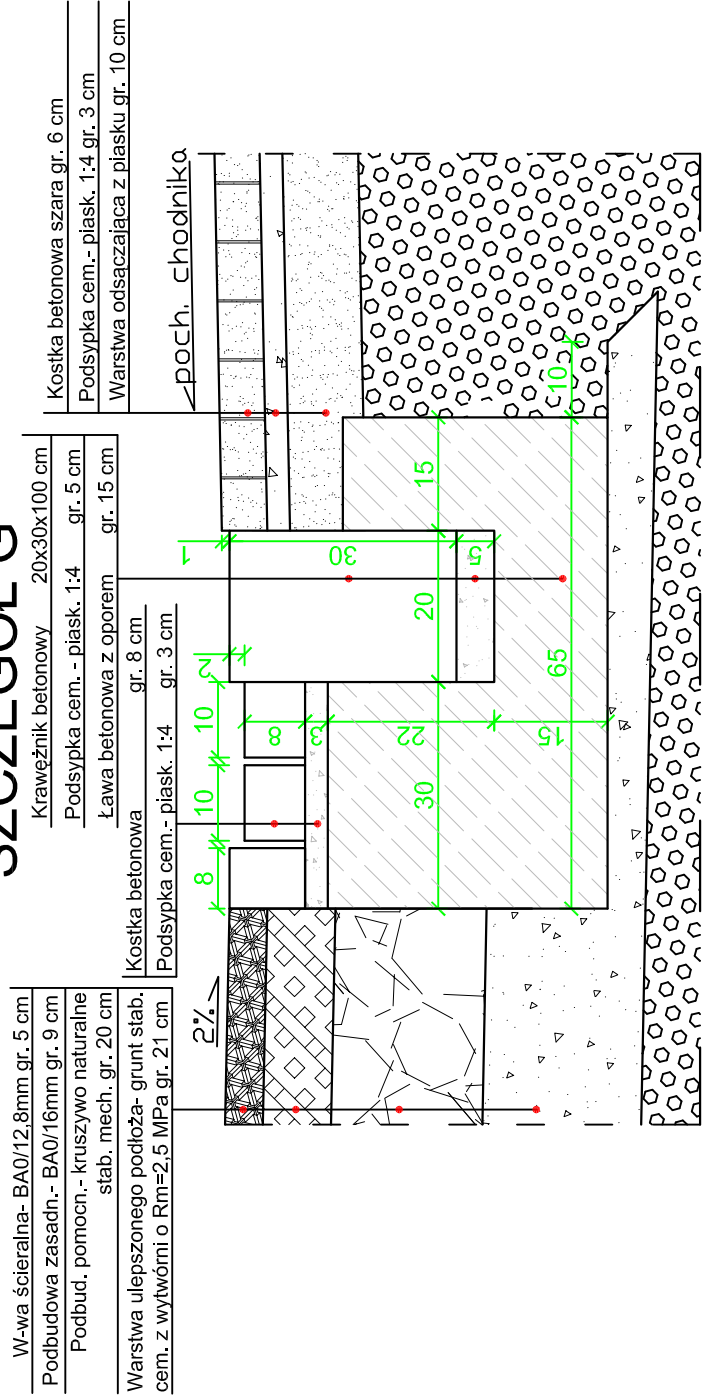 SZCZEGÓŁ G
W-wa ścieralna- BA0/12,8mm gr. 5 cm
Podbudowa zasadn.- BA0/16mm gr. 9 cm
Podbud. pomocn.- kruszywo naturalne
stab. mech. gr. 20 cm
Warstwa ulepszonego podłoża- grunt stab.
cem. z wytwórni o Rm=2,5 MPa gr. 21 cm
Kostka betonowa gr. 8 cm
Podsypka cem.- piask. 1:4 gr. 3 cm
Krawężnik betonowy 20x30x100 cm
Podsypka cem. - piask. 1:4 gr. 5 cm
Ława betonowa z oporem gr. 15 cm
Kostka betonowa szara gr. 6 cm
Podsypka cem.- piask. 1:4 gr. 3 cm
Warstwa odsączająca z piasku gr. 10 cm
2%
poch. chodnika
8
10
10
2
1
8
3
22
15
30
5
30
20
15
65
10